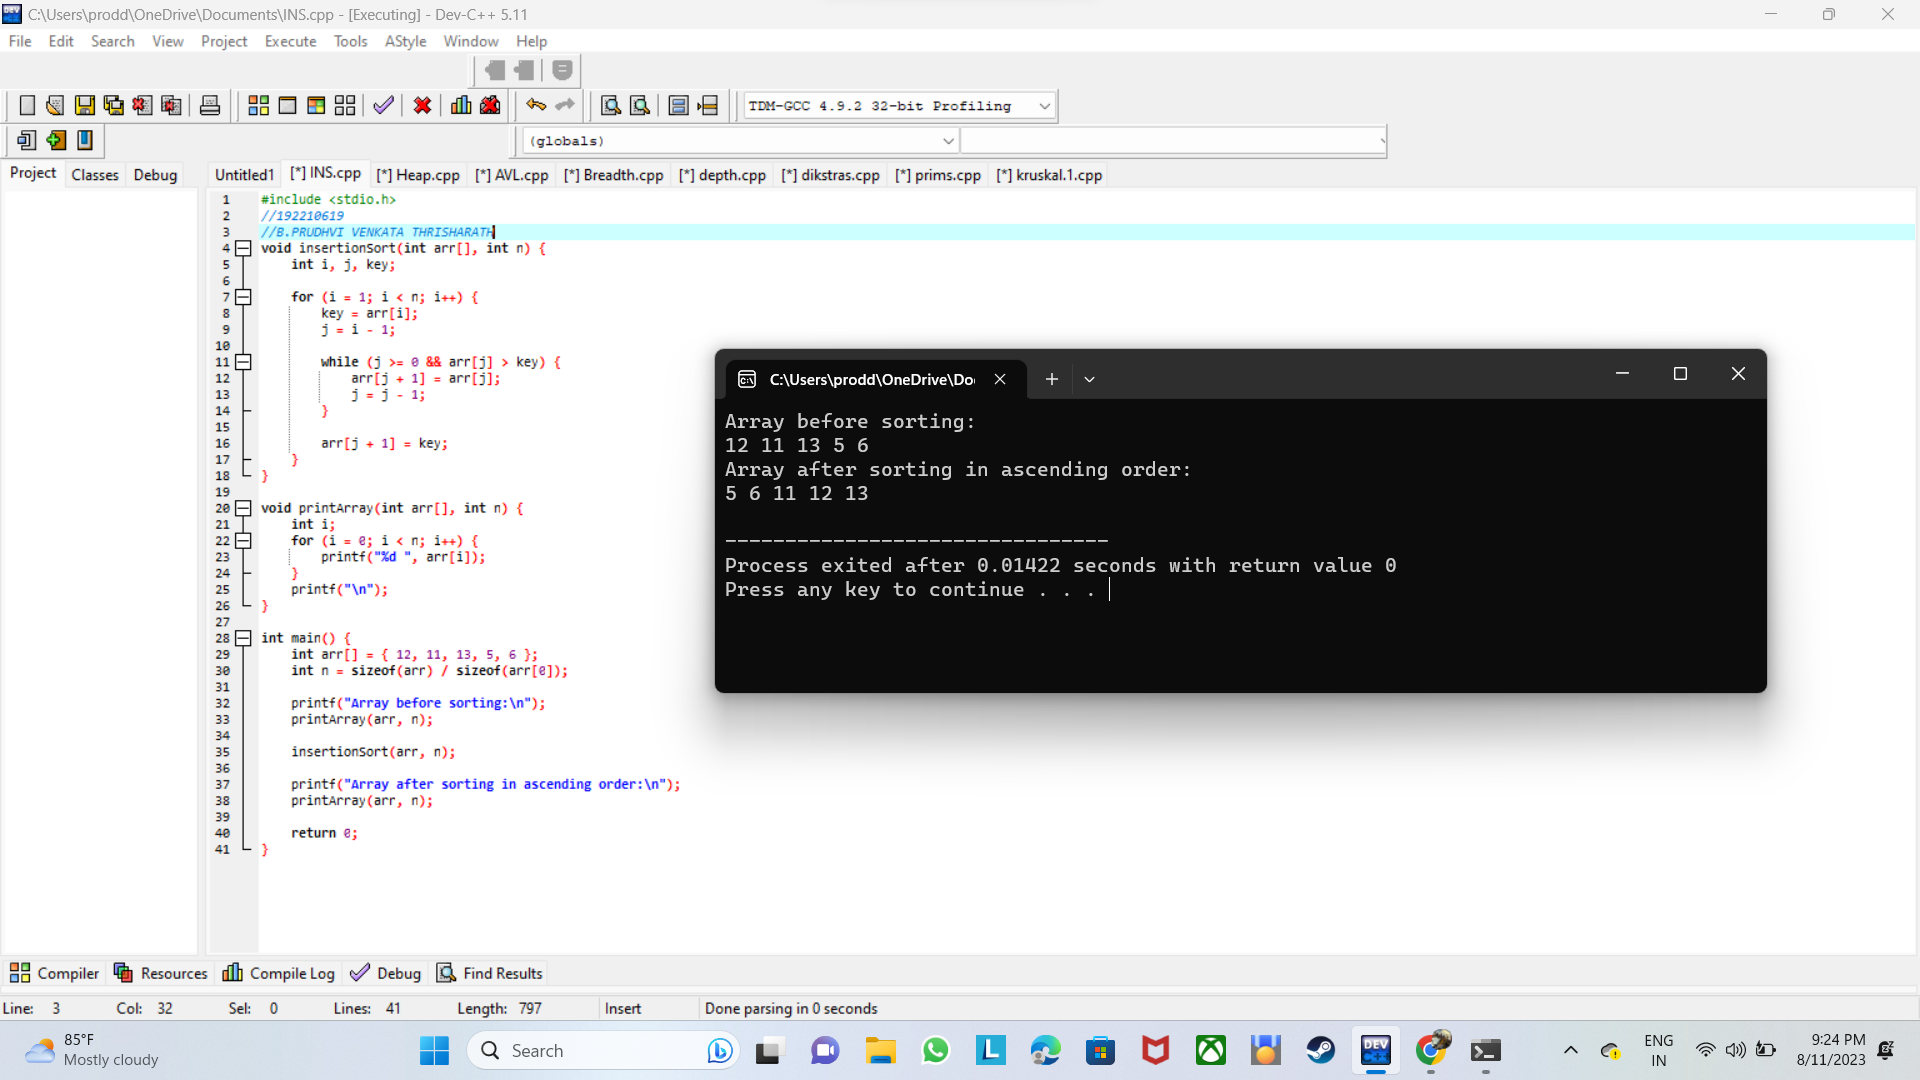 C:\Users\prodd\OneDrive\Documents\INS.cpp - [Executing] - Dev-C++ 5.11
File Edit Search View Project Execute Tools AStyle Window Help
TDM-GCC 4.9.2 32-bit Profiling
(globals)
Project Classes Debug
Untitled1 [*] INS.cpp [*] Heap.cpp [*] AVL.cpp [*] Breadth.cpp [*] depth.cpp [*] dikstras.cpp [*] prims.cpp [*] kruskal.1.cpp
1 #include <stdio.h>
2 //192210619
3 //B.PRUDHVI VENKATA THRISHARATH
4 void insertionSort(int arr[], int n) {
5 int i, j, key;
6
7 for (i = 1; i < n; i++) {
8 key = arr[i];
9 j = i - 1;
10
11 while (j >= 0 && arr[j] > key) {
12 arr[j + 1] = arr[j];
13 j = j - 1;
14 }
15
16 arr[j + 1] = key;
17 }
18 }
19
20 void printArray(int arr[], int n) {
21 int i;
22 for (i = 0; i < n; i++) {
23 printf("%d ", arr[i]);
24 }
25 printf("\n");
26 }
27
28 int main() {
29 int arr[] = { 12, 11, 13, 5, 6 };
30 int n = sizeof(arr) / sizeof(arr[0]);
31
32 printf("Array before sorting:\n");
33 printArray(arr, n);
34
35 insertionSort(arr, n);
36
37 printf("Array after sorting in ascending order:\n");
38 printArray(arr, n);
39
40 return 0;
41 }
C:\Users\prodd\OneDrive\Do
Array before sorting:
12 11 13 5 6
Array after sorting in ascending order:
5 6 11 12 13
--------------------------------
Process exited after 0.01422 seconds with return value 0
Press any key to continue . . .
Compiler Resources Compile Log Debug Find Results
Line: 3 Col: 32 Sel: 0 Lines: 41 Length: 797 Insert Done parsing in 0 seconds
85°F
Mostly cloudy
Search
DEV
C++
ENG
IN
9:24 PM
8/11/2023